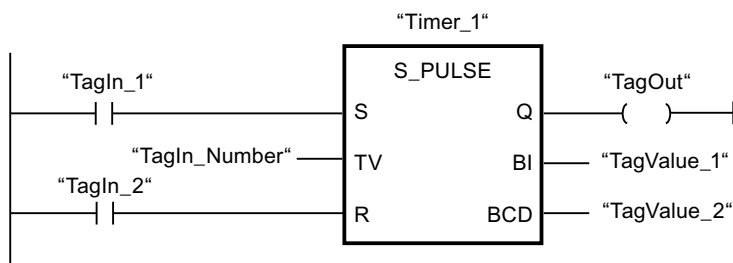 “Timer_1“
S_PULSE
“TagIn_1“
“TagOut“
S
Q
“TagIn_Number“
TV
BI
“TagValue_1“
“TagIn_2“
R
BCD
“TagValue_2“